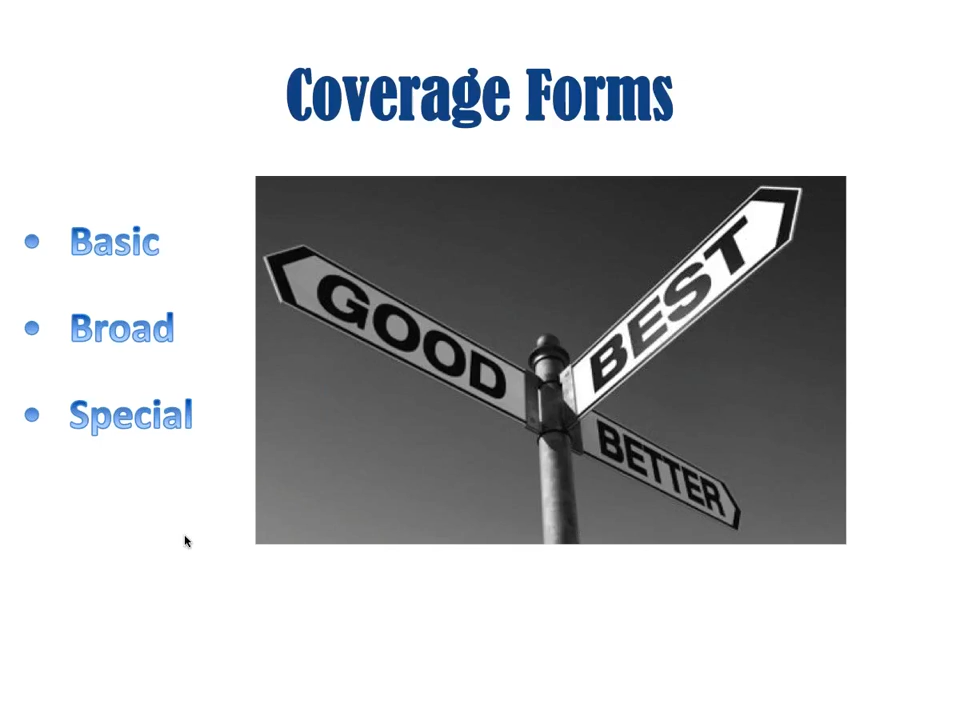 Coverage Forms
• Basic
• Broad
• Special
GOOD
BEST
BETTER